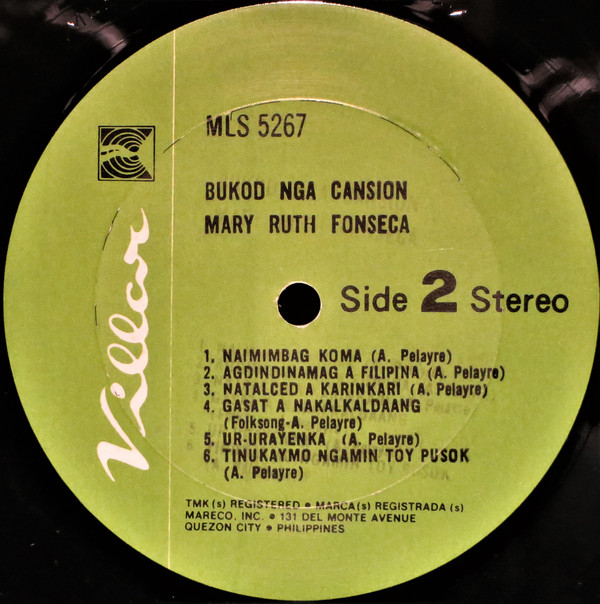 MLS 5267
BUKOD NGA CANSION
MARY RUTH FONSECA
Villar
Side 2 Stereo
1. NAIMIMBAG KOMA (A. Pelayre)
2. AGDINDINAMAG A FILIPINA (A. Pelayre)
3. NATALCED A KARINKARI (A. Pelayre)
4. GASAT A NAKALKALDAANG
(Folksong-A. Pelayre)
5. UR-URAYENKA (A. Pelayre)
6. TINUKAYMO NGAMIN TOY PUSOK
(A. Pelayre)
TMK (s) REGISTERED • MARCA(s) REGISTRADA (s)
MARECO, INC. • 131 DEL MONTE AVENUE
QUEZON CITY • PHILIPPINES